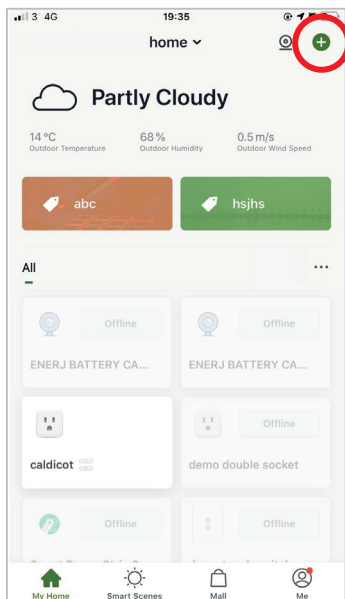 3 4G 19:35
home
Partly Cloudy
14 °C 68 % 0.5 m/s
Outdoor Temperature Outdoor Humidity Outdoor Wind Speed
abc hsjhs
All
Offline Offline
ENERJ BATTERY CA... ENERJ BATTERY CA...
Offline
caldicot demo double socket
Offline Offline
My Home Smart Scenes Mall Me